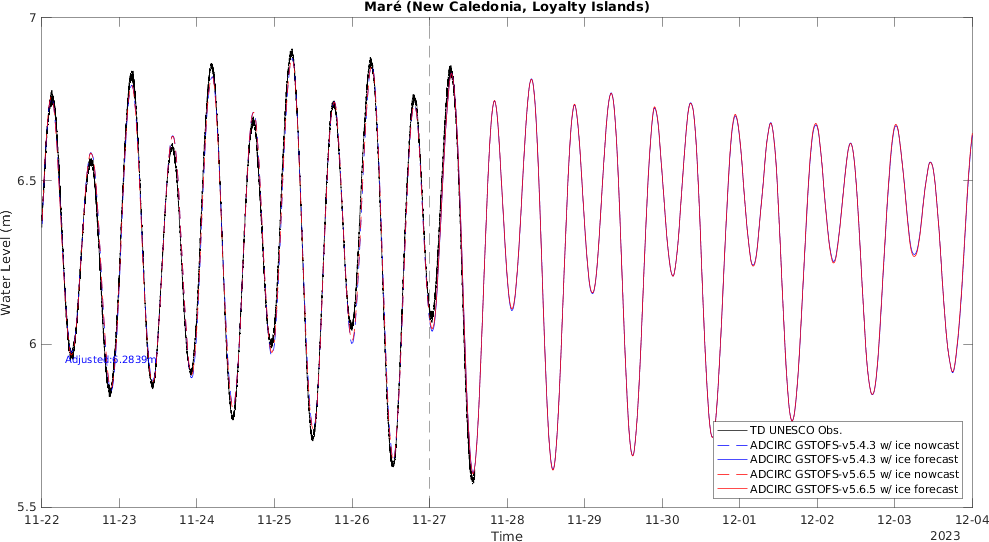 Maré (New Caledonia, Loyalty Islands)
7
6.5
6
5.5
Water Level (m)
Adjusted:6.2839m
TD UNESCO Obs.
ADCIRC GSTOFS-v5.4.3 w/ ice nowcast
ADCIRC GSTOFS-v5.4.3 w/ ice forecast
ADCIRC GSTOFS-v5.6.5 w/ ice nowcast
ADCIRC GSTOFS-v5.6.5 w/ ice forecast
11-22 11-23 11-24 11-25 11-26 11-27 11-28 11-29 11-30 12-01 12-02 12-03 12-04
Time
2023